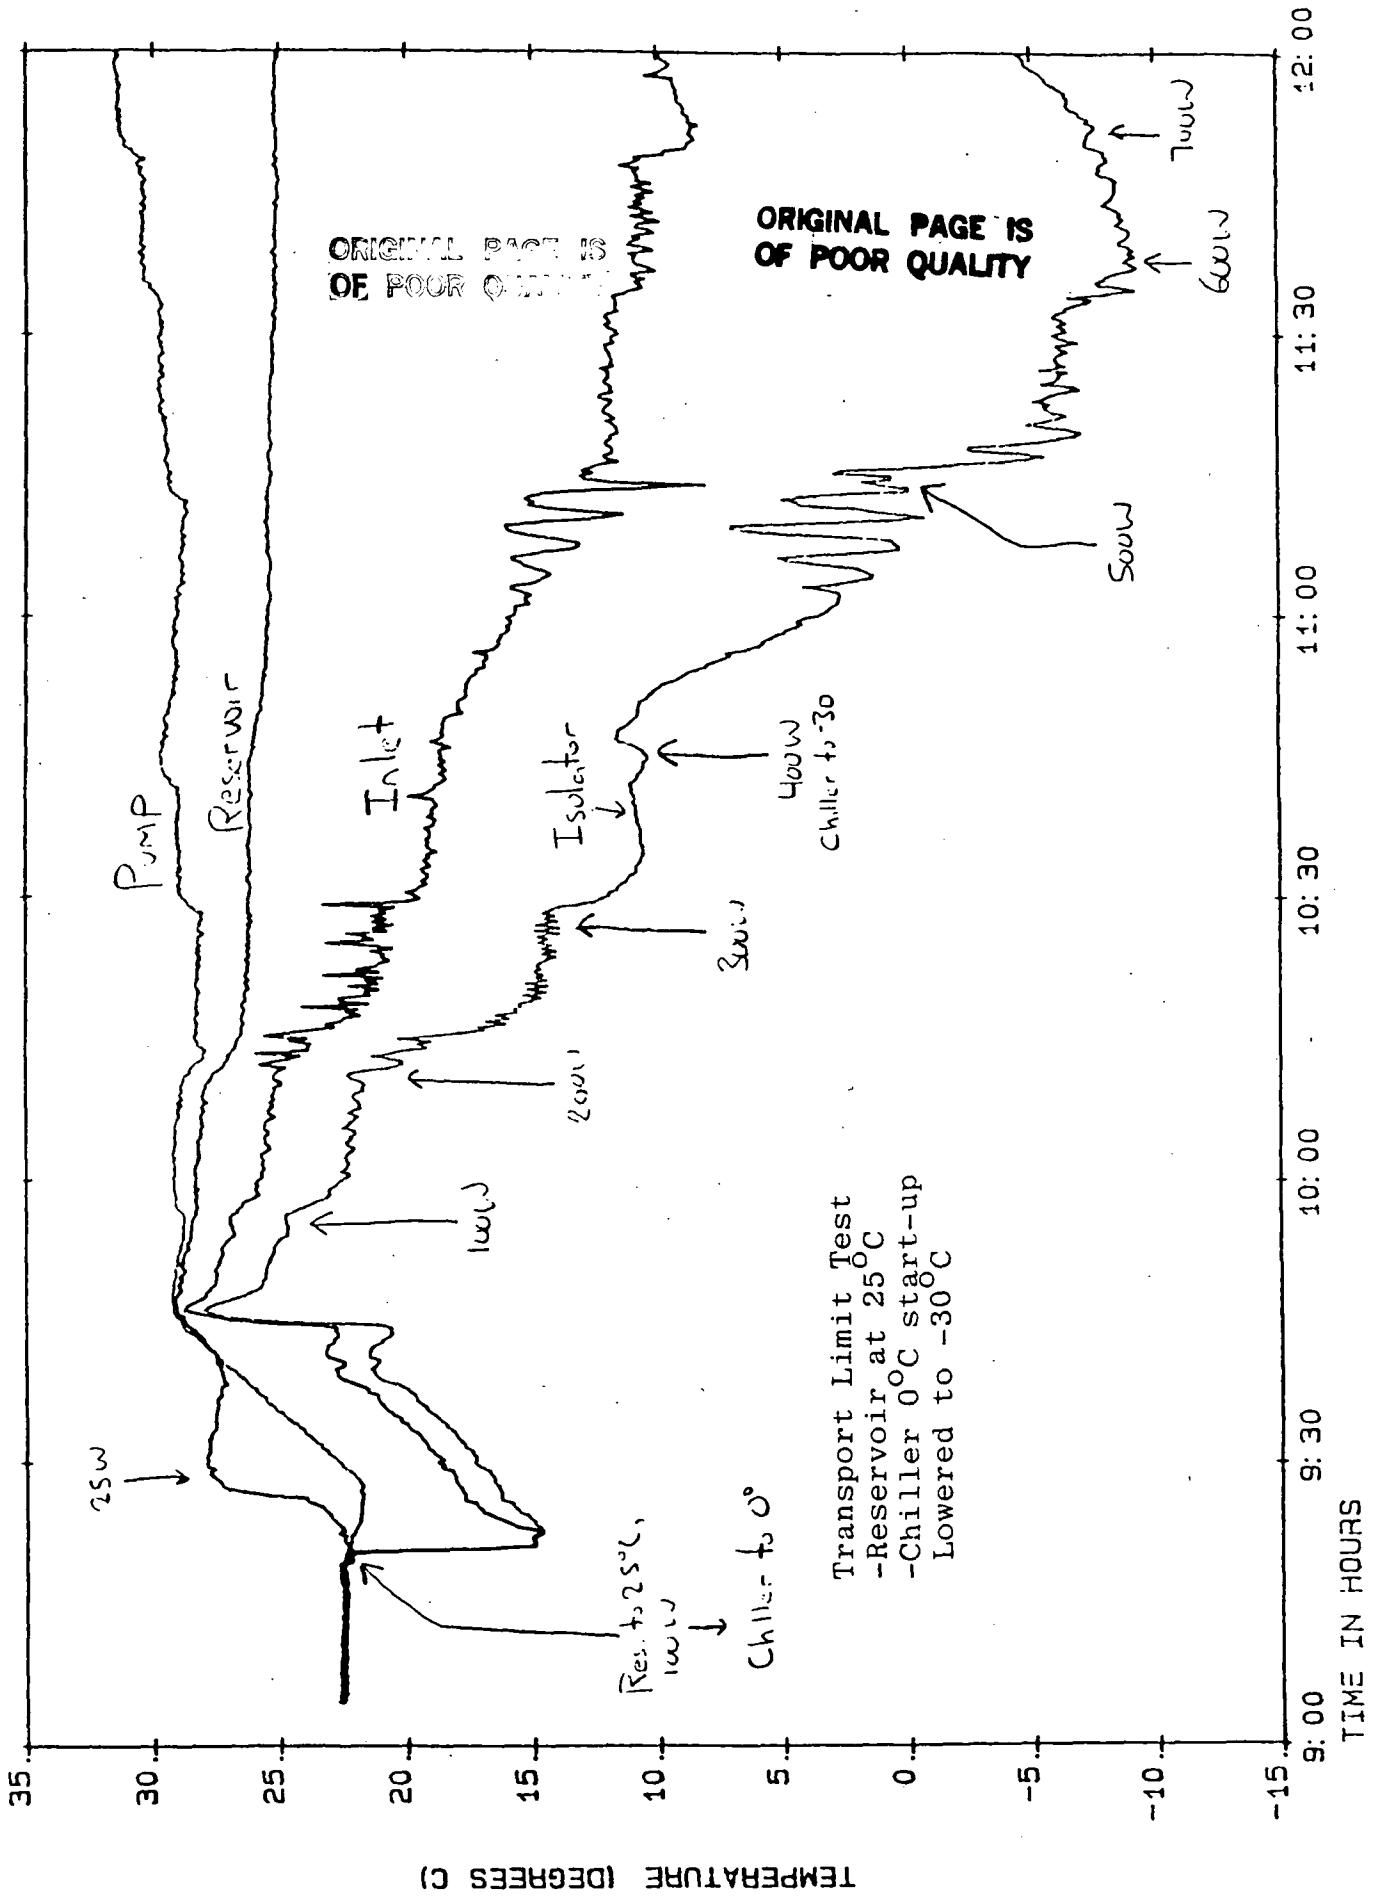 35.
30.
25.
20.
15.
10.
5.0
0.0
-5.0
-10.
-15.
TEMPERATURE (DEGREES C)
9:00
9:30
10:00
10:30
11:00
11:30
12:00
TIME IN HOURS
PUMP
Reservoir
Inlet
Isolator
25W
Res. to 25°C,
100W
Chiller to 0°
100W
200W
300W
400W
Chiller to -30
500W
600W
700W
ORIGINAL PAGE IS
OF POOR QUALITY
ORIGINAL PAGE IS
OF POOR QUALITY
Transport Limit Test
-Reservoir at 25°C
-Chiller 0°C start-up
Lowered to -30°C